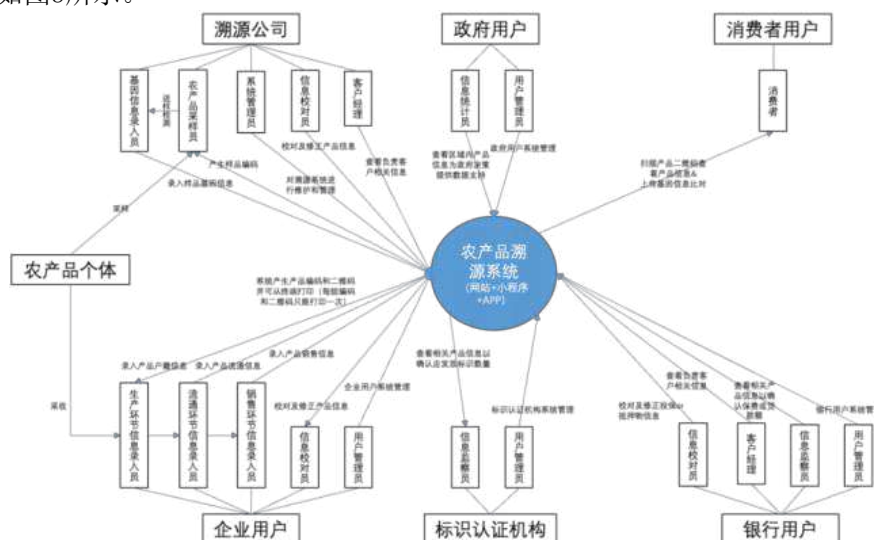 溯源公司
政府用户
消费者用户
基因信息录入员
送样检测
农产品采样员
系统管理员
信息校对员
客户经理
信息统计员
用户管理员
消费者
校对及修正产品信息
产生样品编码
录入样品基码信息
对溯源系统进
行维护和管理
查看负责客
户相关信息
查看区域内产品
信息为政府决策
提供数据支持
政府用户系统管理
扫描产品二维码查
看产品信息&
上传基因信息比对
采样
农产品个体
农产品溯
源系统
(网站+小程序
+APP)
系统产生产品编码和二维码
并可从终端打印(每组编码
和二维码只能打印一次)
录入产品户籍信息
录入产品流通信息
录入产品销售信息
企业用户系统管理
校对及修正产品信息
采收
查看相关产品信息以
确认应发放标识数量
标识认证机构系统管理
查看负责客
户相关信息
校对及修正投保or
抵押物信息
查看相关产
品信息以确
认保费或贷
款额
银行用户系统管
生产环节信息录入员
流通环节信息录入员
销售环节信息录入员
信息校对员
用户管理员
信息监察员
用户管理员
信息校对员
客户经理
信息监察员
用户管理员
企业用户
标识认证机构
银行用户